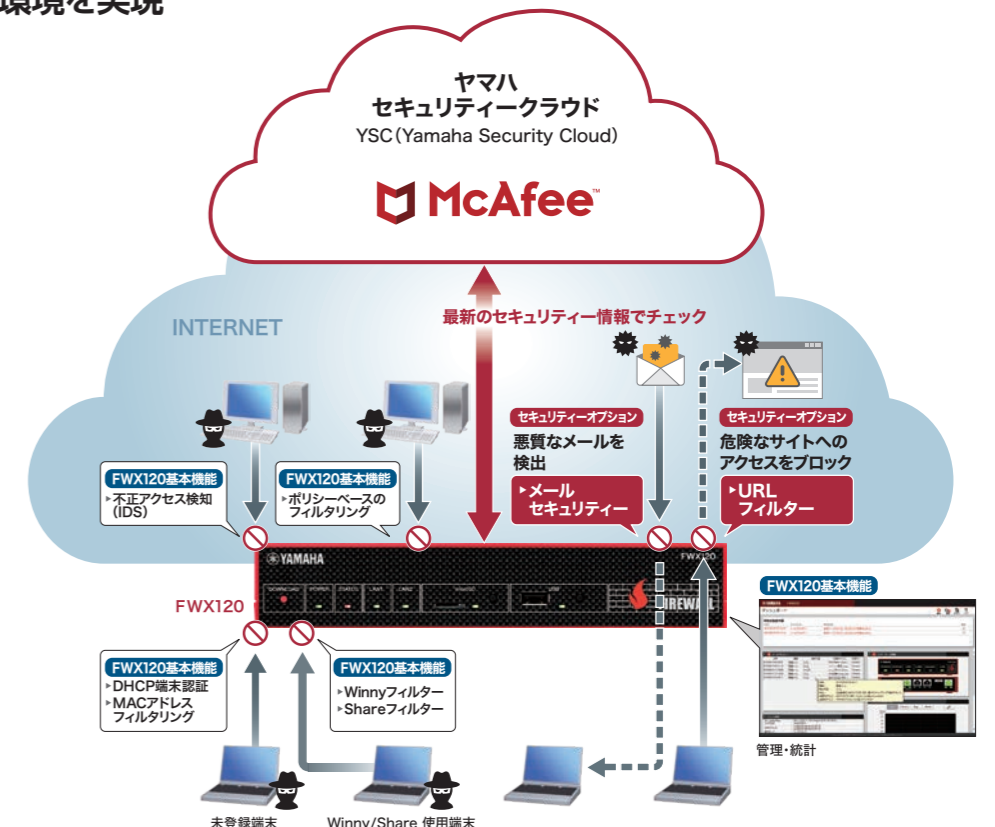 環境を実現
ヤマハ
セキュリティークラウド
YSC(Yamaha Security Cloud)
McAfee™
INTERNET
最新のセキュリティー情報でチェック
セキュリティーオプション
悪質なメールを
検出
▸メール
セキュリティー
セキュリティーオプション
危険なサイトへの
アクセスをブロック
▸URL
フィルター
FWX120基本機能
▸不正アクセス検知
(IDS)
FWX120基本機能
▸ポリシーベースの
フィルタリング
YAMAHA
FWX120
POWER
STATUS
LAN1
LAN2
microSD
USB
FIREWALL
FWX120
FWX120基本機能
管理・統計
FWX120基本機能
▸DHCP端末認証
▸MACアドレス
フィルタリング
FWX120基本機能
▸Winnyフィルター
▸Shareフィルター
未登録端末
Winny/Share 使用端末